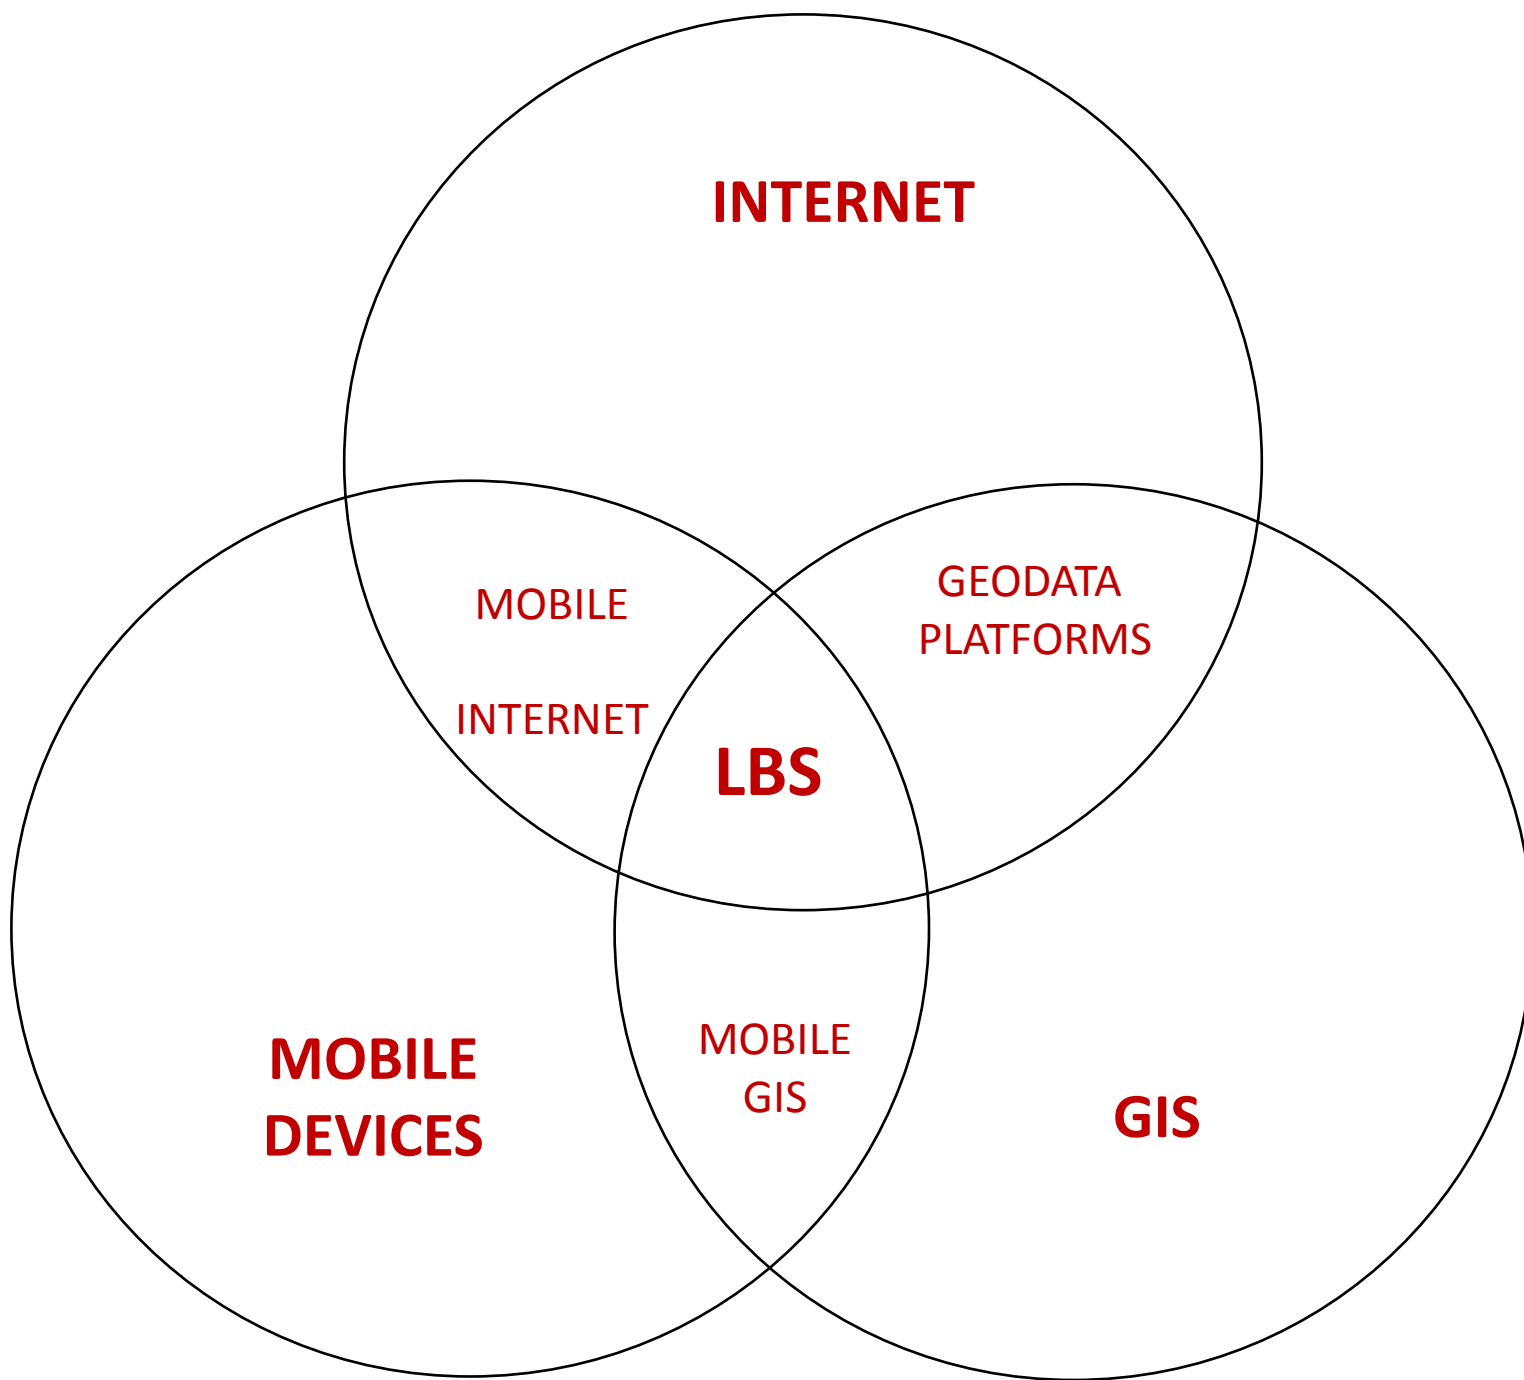 INTERNET
MOBILE
INTERNET
GEODATA
PLATFORMS
LBS
MOBILE
DEVICES
MOBILE
GIS
GIS